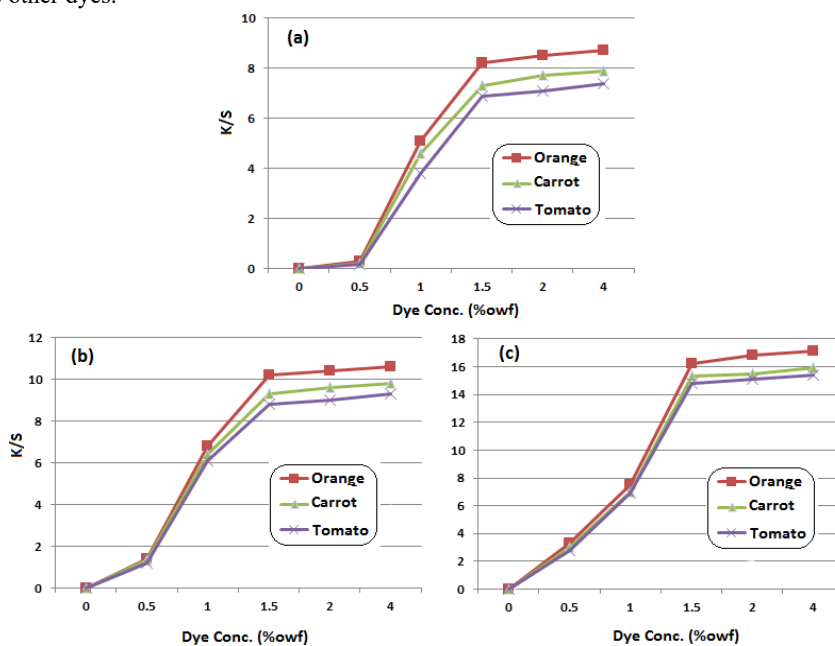 other dyes.
(a)
10
8
6
4
2
0
K/S
Orange
Carrot
Tomato
0 0.5 1 1.5 2 4
Dye Conc. (%owf)
(b)
12
10
8
6
4
2
0
K/S
Orange
Carrot
Tomato
0 0.5 1 1.5 2 4
Dye Conc. (%owf)
(c)
18
16
14
12
10
8
6
4
2
0
Orange
Carrot
Tomato
0 0.5 1 1.5 2 4
Dye Conc. (%owf)